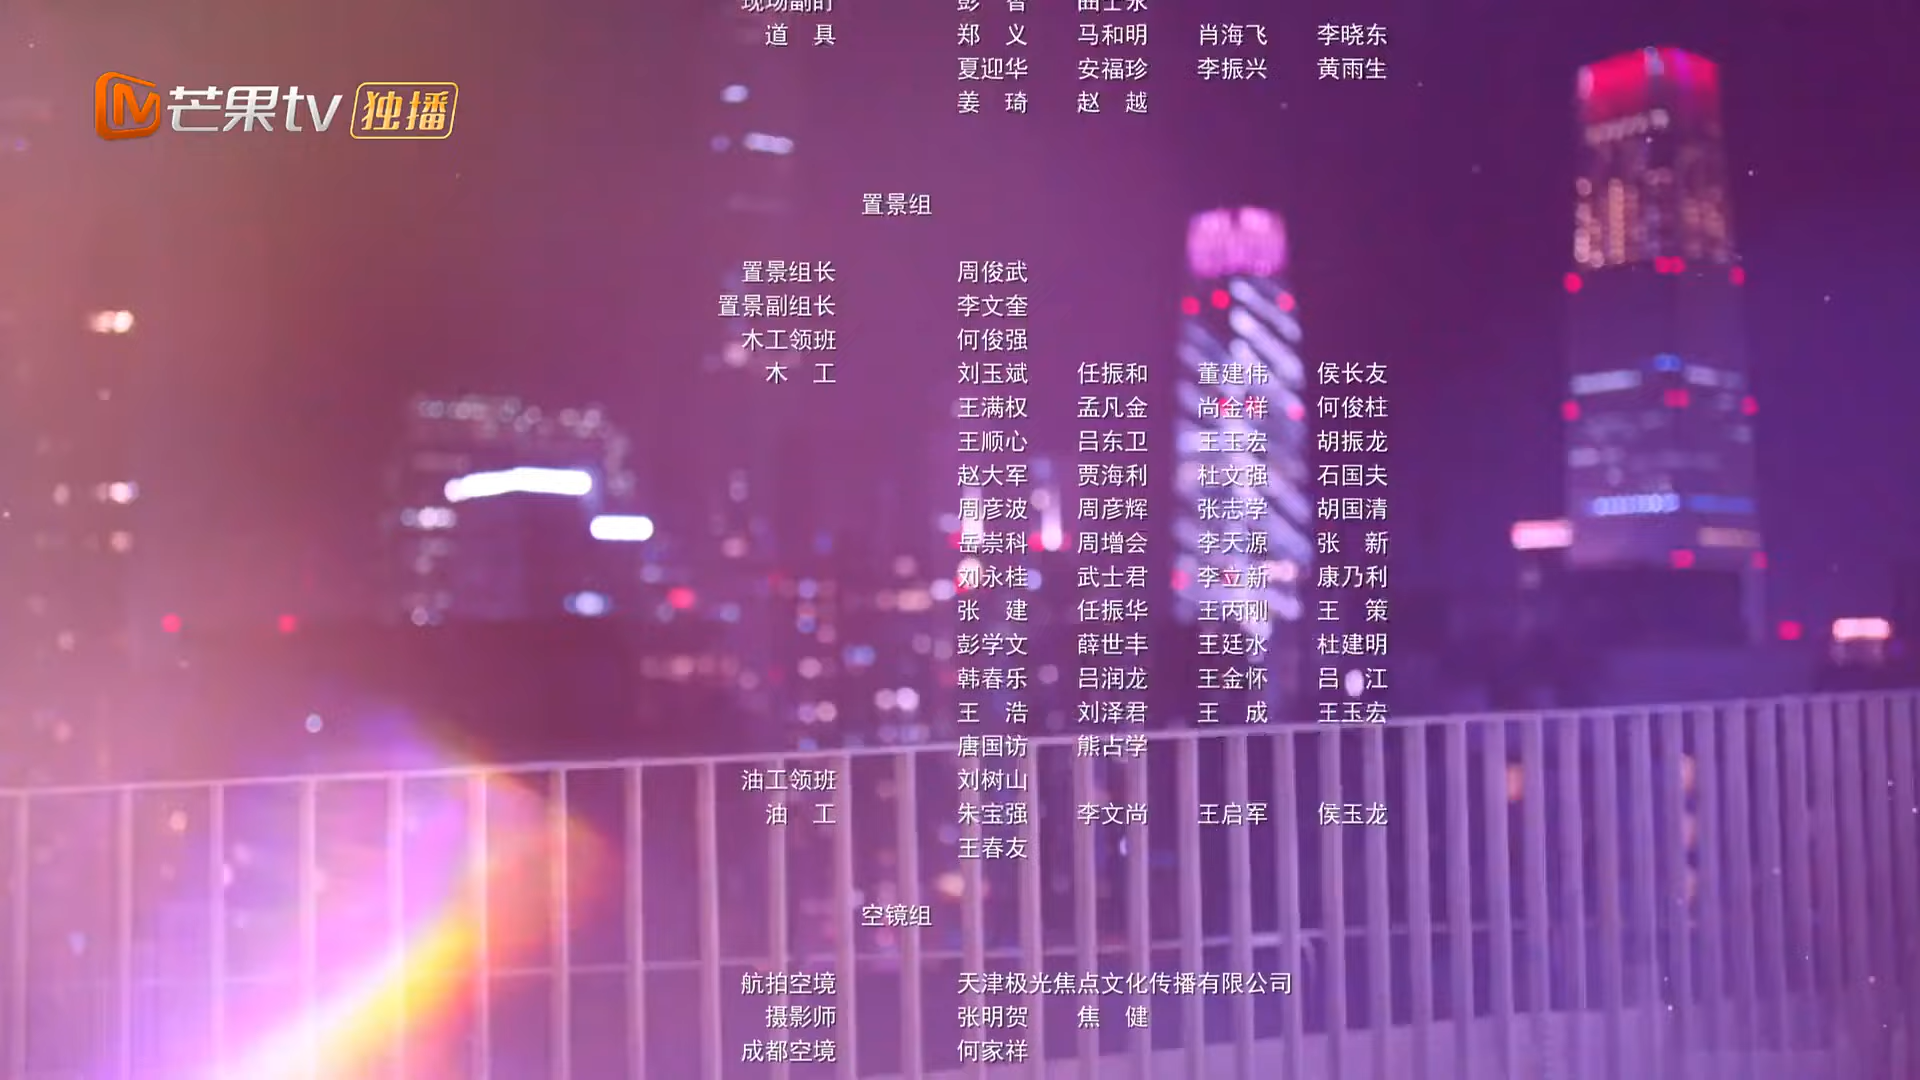 道　具 郑　义 马和明 肖海飞 李晓东
芒果tv 独播
夏迎华 安福珍 李振兴 黄雨生
姜　琦 赵　越
置景组
置景组长 周俊武
置景副组长 李文奎
木工领班 何俊强
木　工 刘玉斌 任振和 董建伟 侯长友
王满权 孟凡金 尚金祥 何俊柱
王顺心 吕东卫 王玉宏 胡振龙
赵大军 贾海利 杜文强 石国夫
周彦波 周彦辉 张志学 胡国清
岳崇科 周增会 李天源 张　新
刘永桂 武士君 李立新 康乃利
张　建 任振华 王丙刚 王　策
彭学文 薛世丰 王廷水 杜建明
韩春乐 吕润龙 王金怀 吕　江
王　浩 刘泽君 王　成 王玉宏
唐国访 熊占学
油工领班 刘树山
油　工 朱宝强 李文尚 王启军 侯玉龙
王春友
空镜组
航拍空境 天津极光焦点文化传播有限公司
摄影师 张明贺 焦　健
成都空境 何家祥